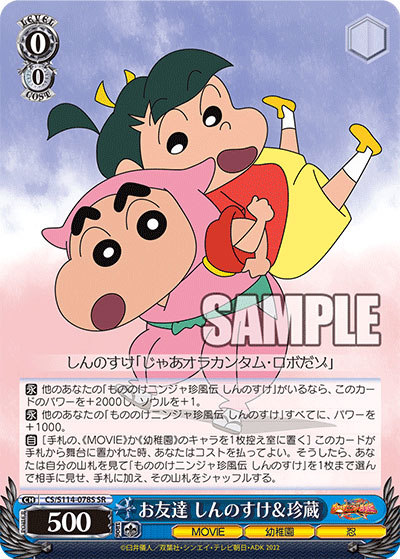 LEVEL
0
0
COST
SAMPLE
しんのすけ「じゃあオラカンタム・ロボだゾ」
永 他のあなたの「もののけニンジャ珍風伝 しんのすけ」がいるなら、このカードのパワーを+2000し、ソウルを+1。
永 他のあなたの「もののけニンジャ珍風伝 しんのすけ」すべてに、パワーを+1000。
自 [手札の、《MOVIE》か《幼稚園》のキャラを1枚控え室に置く] このカードが手札から舞台に置かれた時、あなたはコストを払ってよい。そうしたら、あなたは自分の山札を見て「もののけニンジャ珍風伝 しんのすけ」を1枚まで選んで相手に見せ、手札に加え、その山札をシャッフルする。
CH CS/S114-078S SR
500
お友達 しんのすけ&珍蔵
MOVIE 幼稚園 忍
©臼井儀人/双葉社・シンエイ・テレビ朝日・ADK 2022